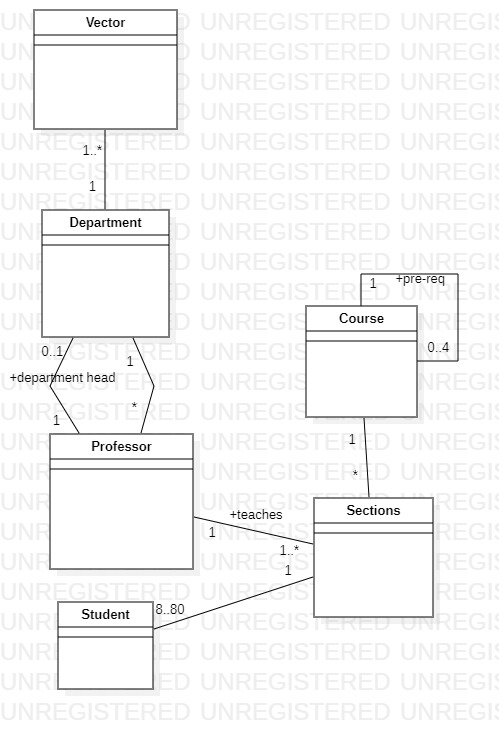 Vector
1..*
1
Department
0..1
1
+department head
*
1
Professor
1
+pre-req
Course
0..4
1
*
+teaches
1
1..*
1
Sections
8..80
Student
UNREGISTERED